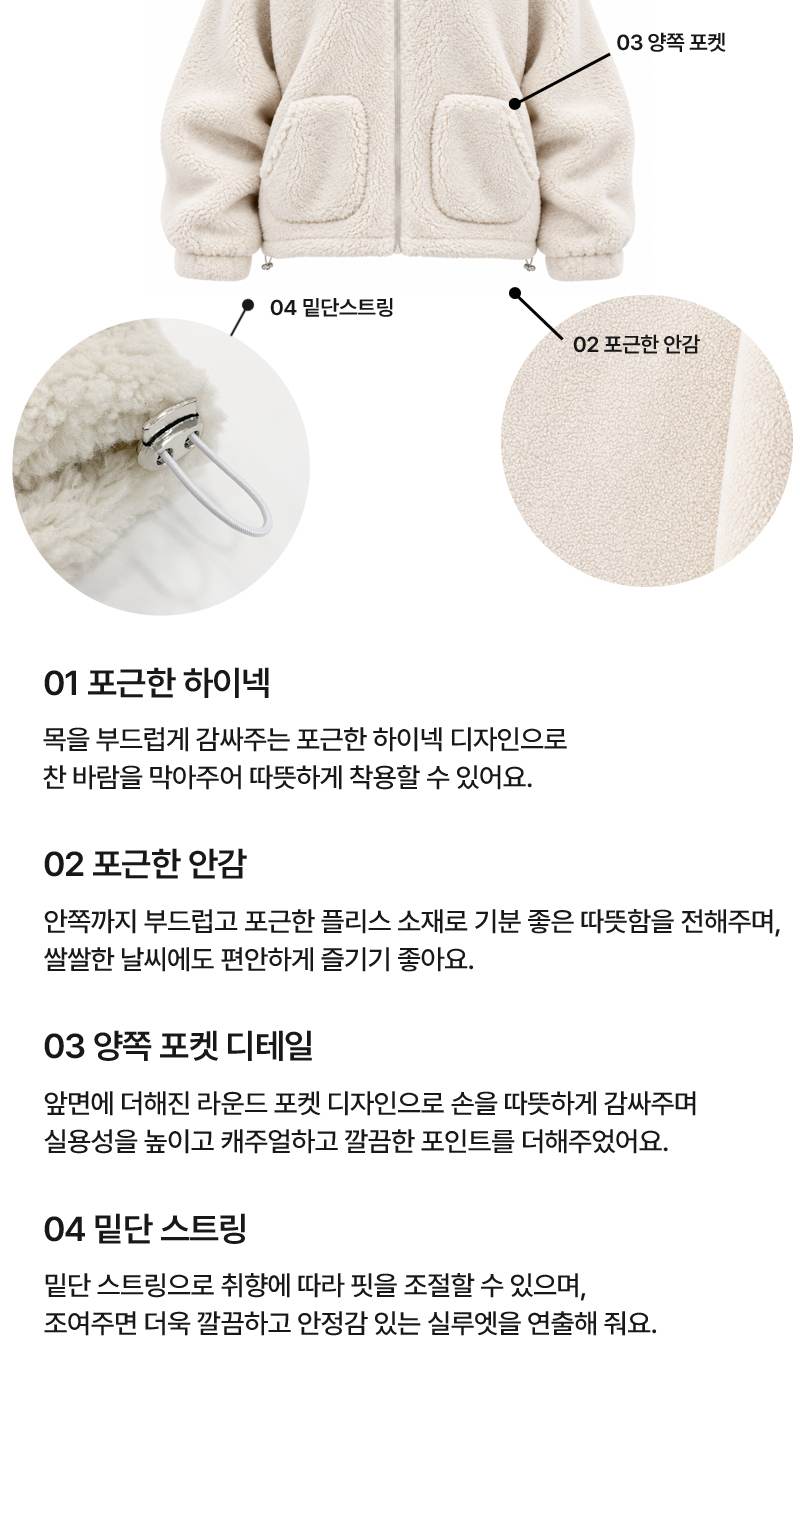 03 양쪽 포켓
04 밑단스트링
02 포근한 안감
01 포근한 하이넥
목을 부드럽게 감싸주는 포근한 하이넥 디자인으로
찬 바람을 막아주어 따뜻하게 착용할 수 있어요.
02 포근한 안감
안쪽까지 부드럽고 포근한 플리스 소재로 기분 좋은 따뜻함을 전해주며,
쌀쌀한 날씨에도 편안하게 즐기기 좋아요.
03 양쪽 포켓 디테일
앞면에 더해진 라운드 포켓 디자인으로 손을 따뜻하게 감싸주며
실용성을 높이고 캐주얼하고 깔끔한 포인트를 더해주었어요.
04 밑단 스트링
밑단 스트링으로 취향에 따라 핏을 조절할 수 있으며,
조여주면 더욱 깔끔하고 안정감 있는 실루엣을 연출해 줘요.